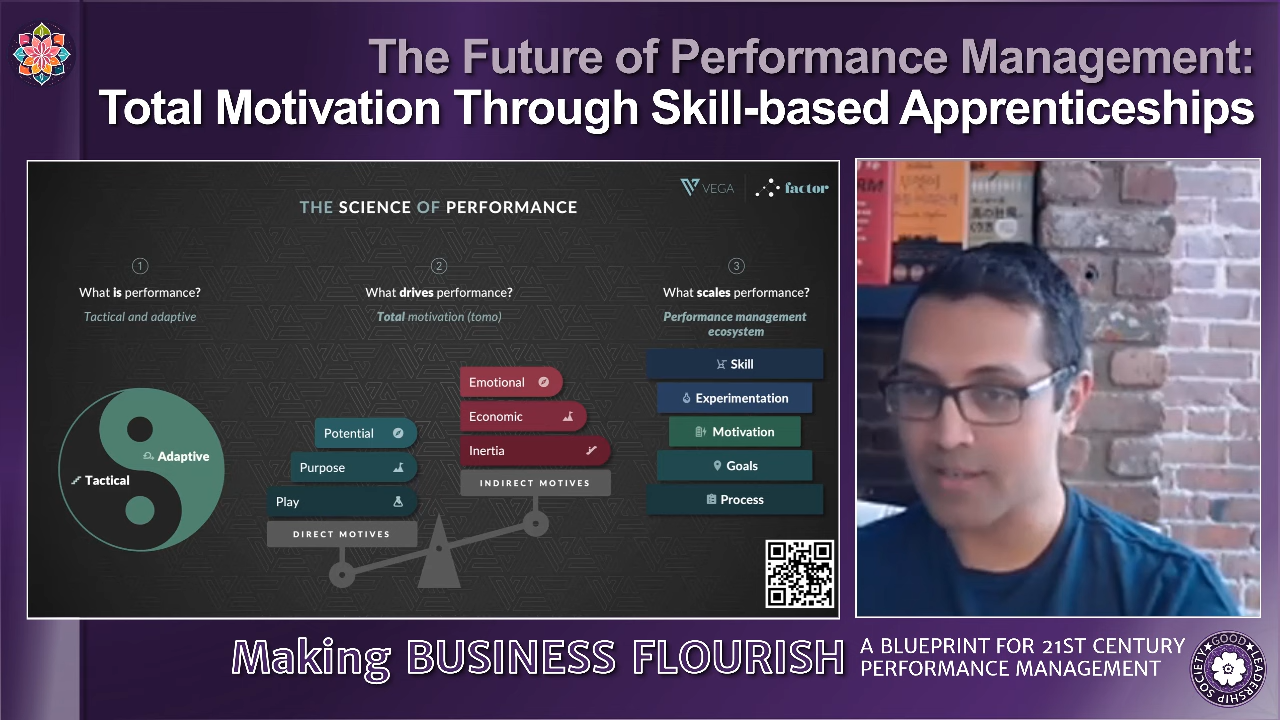 The Future of Performance Management:
Total Motivation Through Skill-based Apprenticeships
VEGA
factor
THE SCIENCE OF PERFORMANCE
1
What is performance?
Tactical and adaptive
Adaptive
Tactical
2
What drives performance?
Total motivation (tomo)
Potential
Purpose
Play
DIRECT MOTIVES
Emotional
Economic
Inertia
INDIRECT MOTIVES
3
What scales performance?
Performance management
ecosystem
Skill
Experimentation
Motivation
Goals
Process
Making BUSINESS FLOURISH
A BLUEPRINT FOR 21ST CENTURY
PERFORMANCE MANAGEMENT
GOOD LEADERSHIP SOCIETY